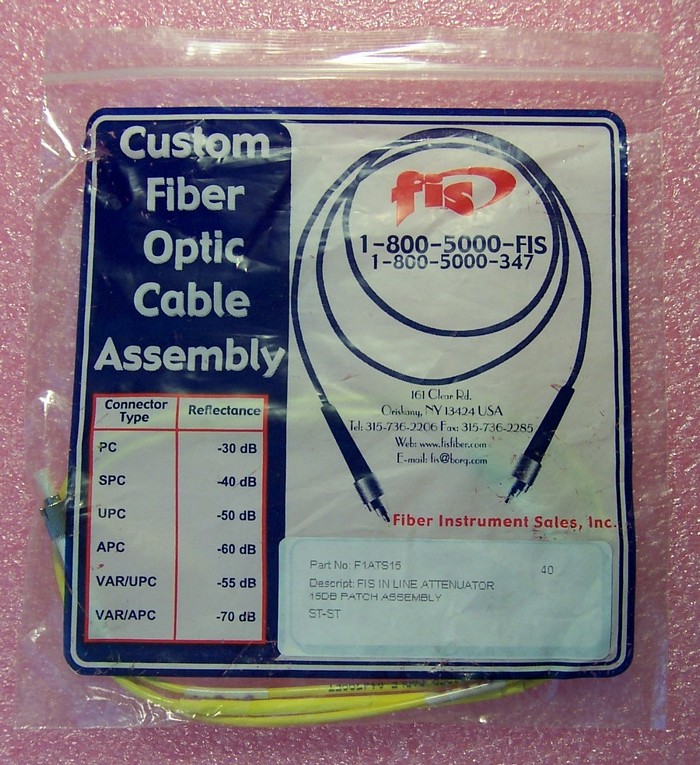 Custom
Fiber
Optic
Cable
Assembly
Connector Type Reflectance
PC -30 dB
SPC -40 dB
UPC -50 dB
APC -60 dB
VAR/UPC -55 dB
VAR/APC -70 dB
fis
1-800-5000-FIS
1-800-5000-347
161 Clear Rd.
Oriskany, NY 13424 USA
Tel: 315-736-2206 Fax: 315-736-2285
Web: www.fisfiber.com
E-mail: fis@borg.com
Fiber Instrument Sales, Inc.
Part No: F1ATS15 40
Descript: FIS IN LINE ATTENUATOR
15DB PATCH ASSEMBLY
ST-ST